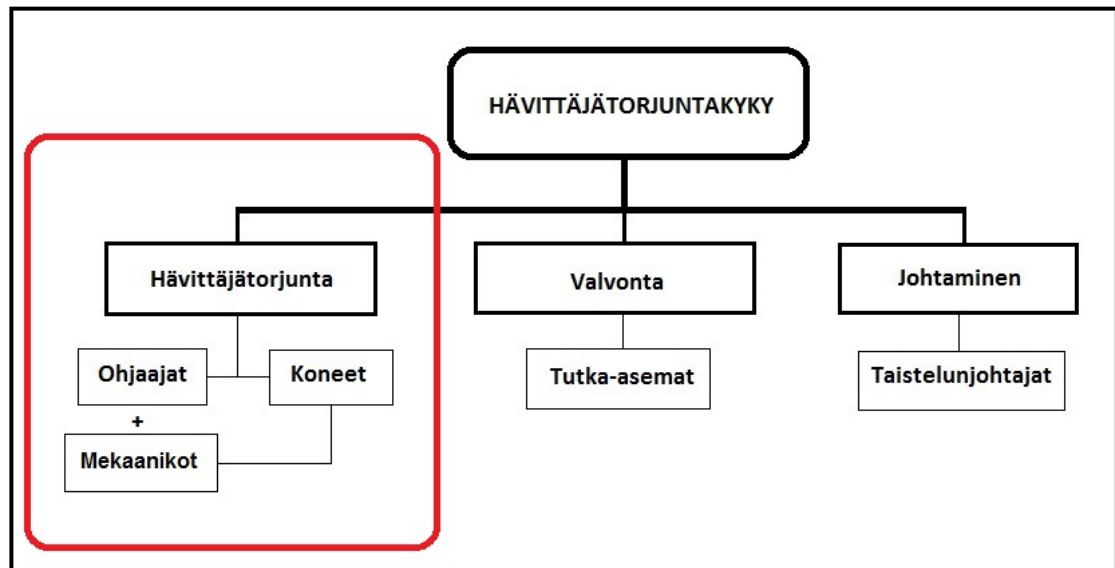 HÄVITTÄJÄTORJUNTAKYKY
Hävittäjätorjunta
Valvonta
Johtaminen
Ohjaajat
Koneet
Tutka-asemat
Taistelunjohtajat
+
Mekaanikot